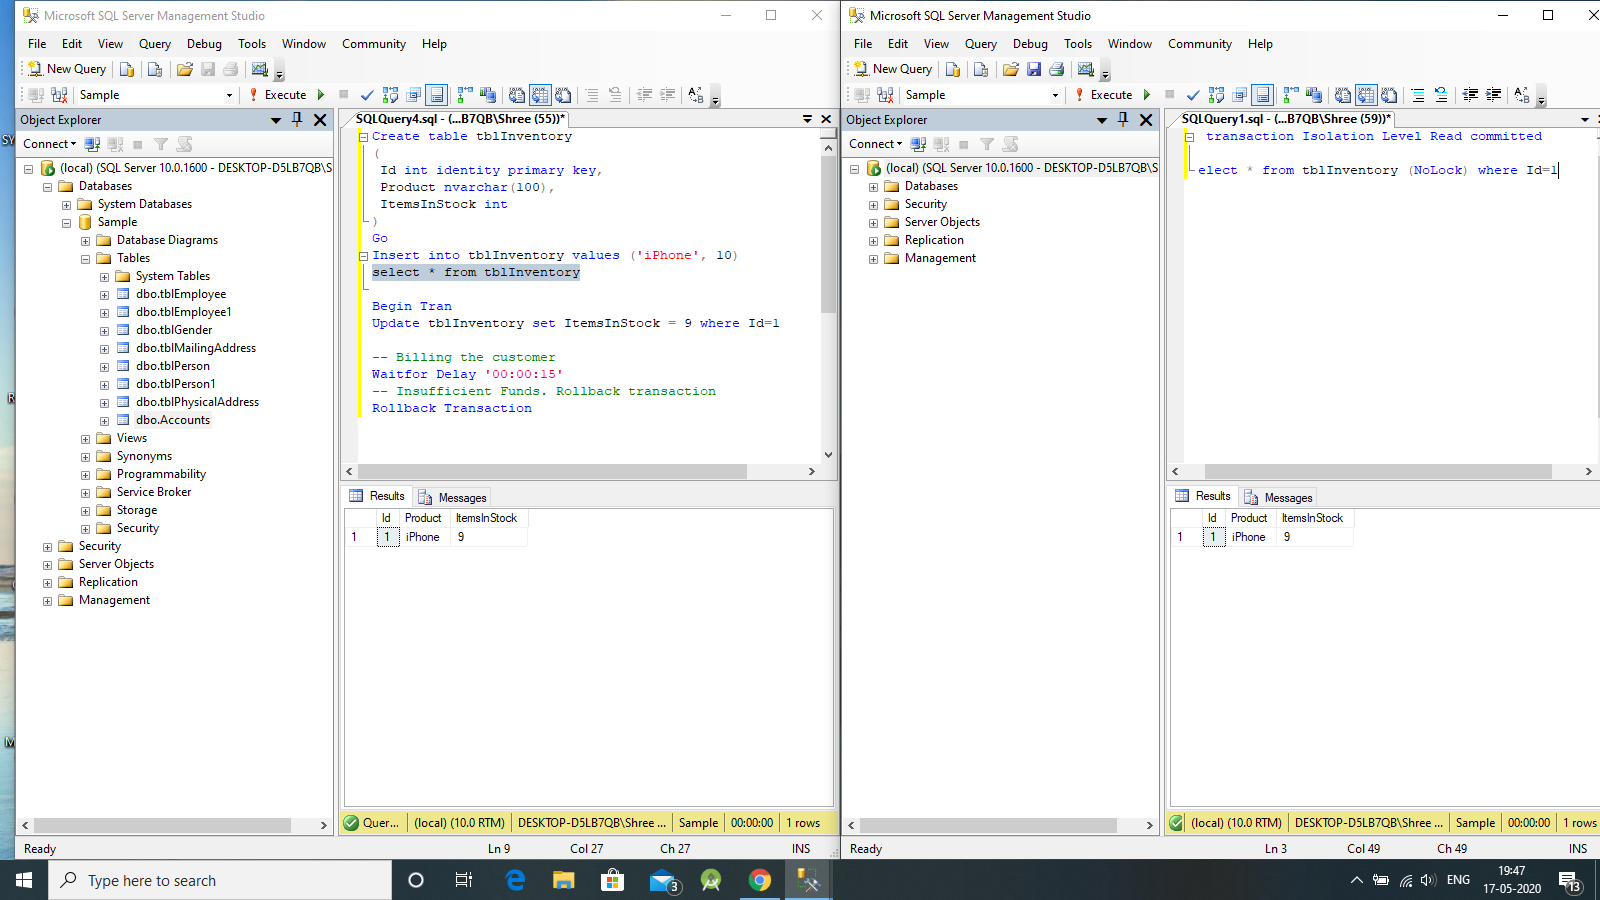 Microsoft SQL Server Management Studio
File Edit View Query Debug Tools Window Community Help
New Query
Sample Execute
Object Explorer
Connect
(local) (SQL Server 10.0.1600 - DESKTOP-D5LB7QB\S
Databases
System Databases
Sample
Database Diagrams
Tables
System Tables
dbo.tblEmployee
dbo.tblEmployee1
dbo.tblGender
dbo.tblMailingAddress
dbo.tblPerson
dbo.tblPerson1
dbo.tblPhysicalAddress
dbo.Accounts
Views
Synonyms
Programmability
Service Broker
Storage
Security
Security
Server Objects
Replication
Management
SQLQuery4.sql - (...B7QB\Shree (55))*
Create table tblInventory
(
Id int identity primary key,
Product nvarchar(100),
ItemsInStock int
)
Go
Insert into tblInventory values ('iPhone', 10)
select * from tblInventory
Begin Tran
Update tblInventory set ItemsInStock = 9 where Id=1
-- Billing the customer
Waitfor Delay '00:00:15'
-- Insufficient Funds. Rollback transaction
Rollback Transaction
Results Messages
Id Product ItemsInStock
1 1 iPhone 9
Quer... (local) (10.0 RTM) DESKTOP-D5LB7QB\Shree ... Sample 00:00:00 1 rows
Ready Ln 9 Col 27 Ch 27 INS
Microsoft SQL Server Management Studio
File Edit View Query Debug Tools Window Community Help
New Query
Sample Execute
Object Explorer
Connect
(local) (SQL Server 10.0.1600 - DESKTOP-D5LB7QB\S
Databases
Security
Server Objects
Replication
Management
SQLQuery1.sql - (...B7QB\Shree (59))*
transaction Isolation Level Read committed
elect * from tblInventory (NoLock) where Id=1
Results Messages
Id Product ItemsInStock
1 1 iPhone 9
(local) (10.0 RTM) DESKTOP-D5LB7QB\Shree ... Sample 00:00:00 1 rows
Ready Ln 3 Col 49 Ch 49 INS
Type here to search
3
ENG
19:47
17-05-2020
13